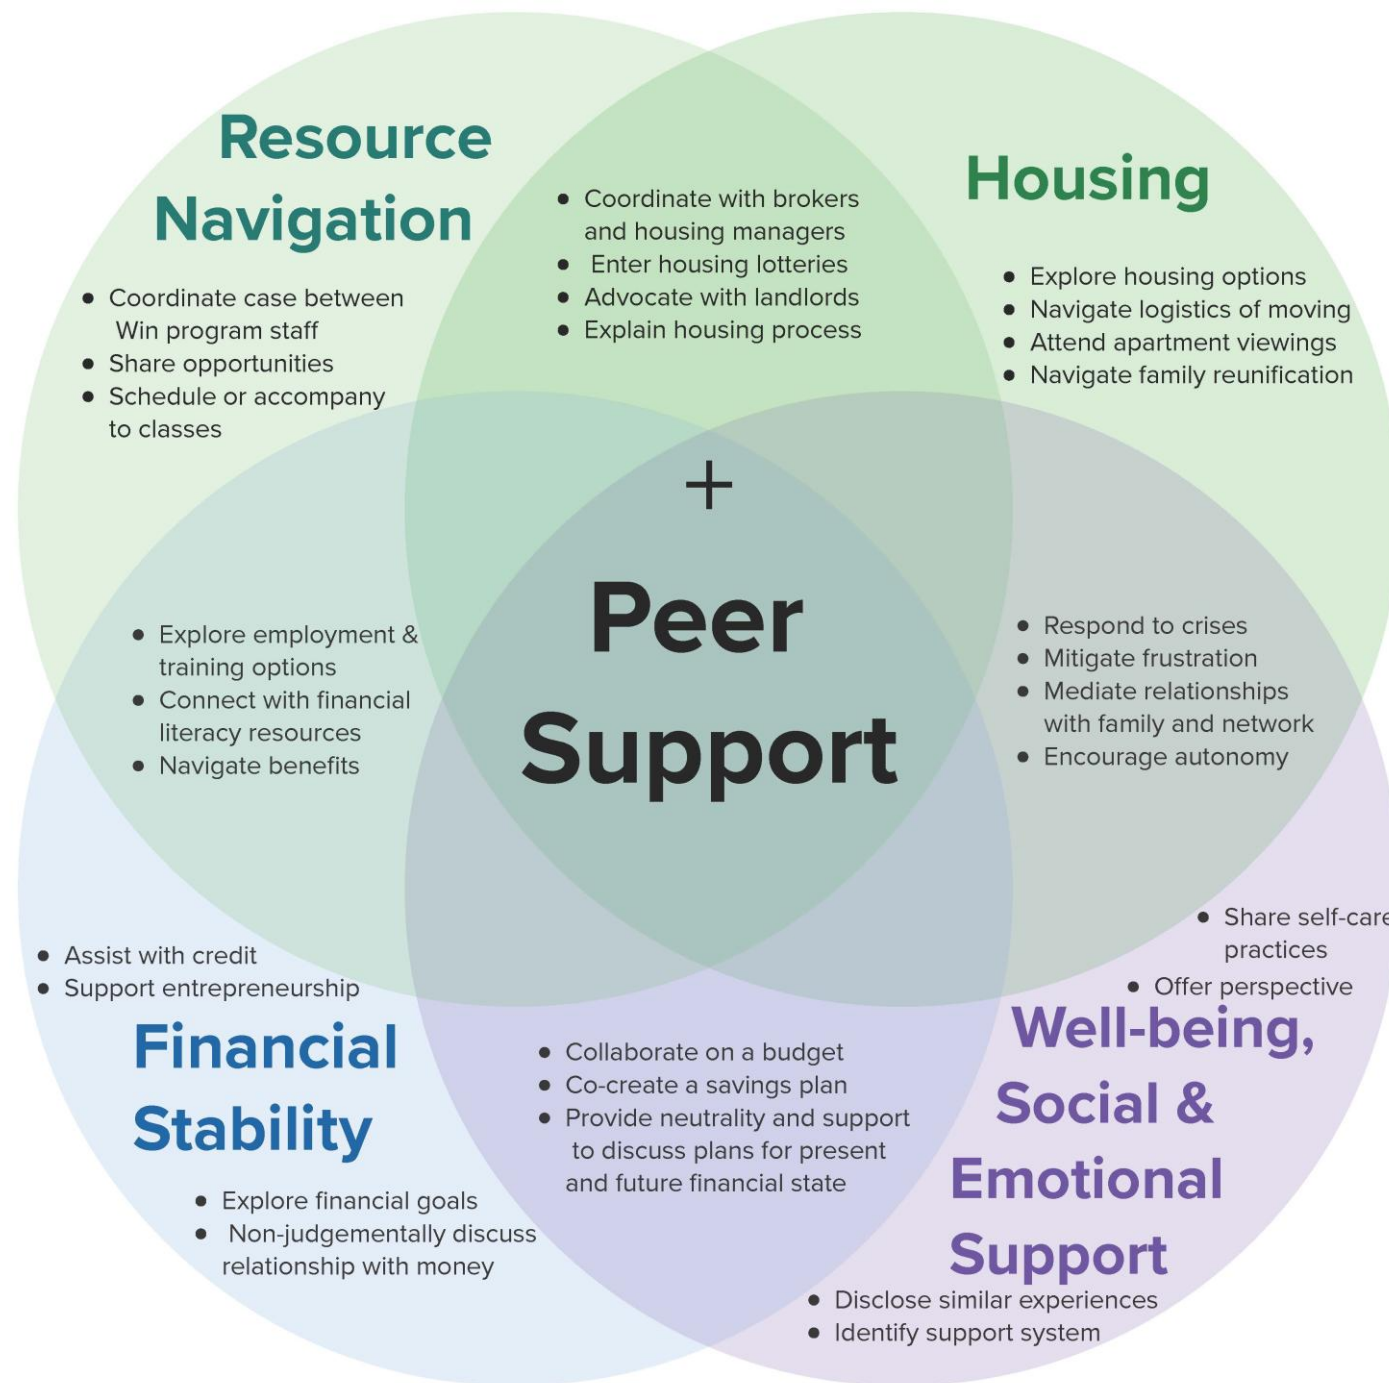 Resource
Navigation
• Coordinate case between
Win program staff
• Share opportunities
• Schedule or accompany
to classes
• Coordinate with brokers
and housing managers
• Enter housing lotteries
• Advocate with landlords
• Explain housing process
Housing
• Explore housing options
• Navigate logistics of moving
• Attend apartment viewings
• Navigate family reunification
+
Peer
Support
• Explore employment &
training options
• Connect with financial
literacy resources
• Navigate benefits
• Respond to crises
• Mitigate frustration
• Mediate relationships
with family and network
• Encourage autonomy
• Assist with credit
• Support entrepreneurship
Financial
Stability
• Explore financial goals
• Non-judgementally discuss
relationship with money
• Collaborate on a budget
• Co-create a savings plan
• Provide neutrality and support
to discuss plans for present
and future financial state
• Share self-care
practices
• Offer perspective
Well-being,
Social &
Emotional
Support
• Disclose similar experiences
• Identify support system